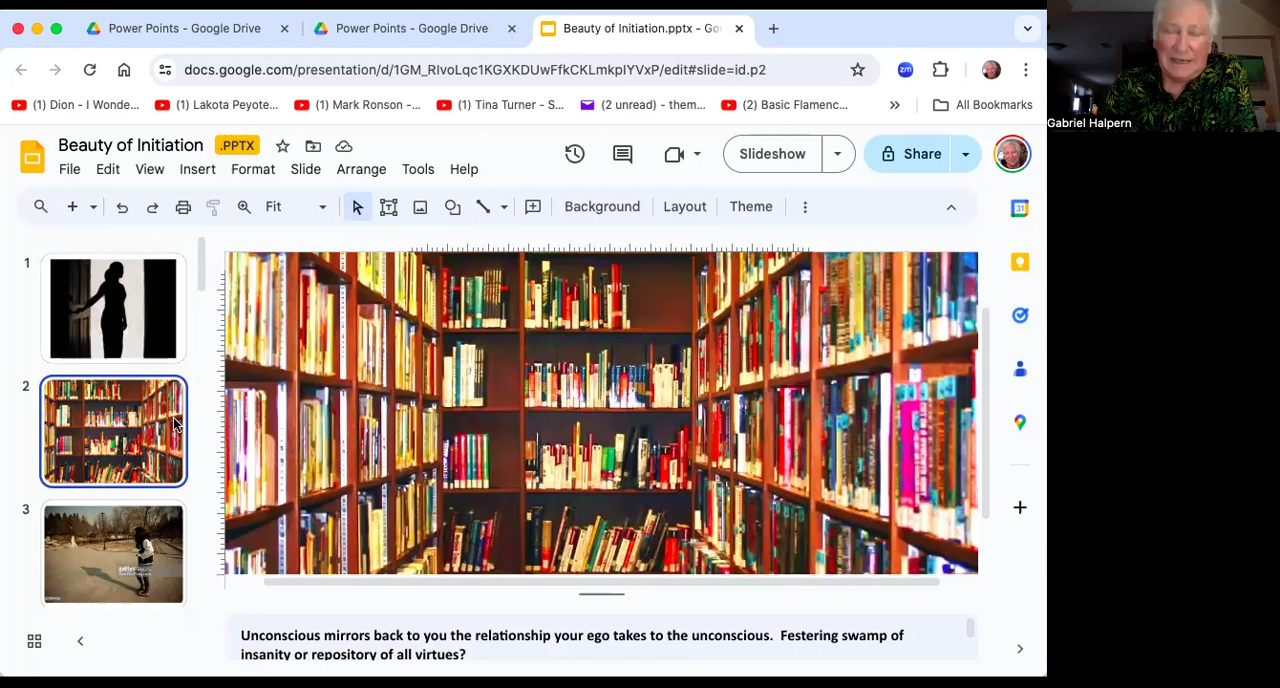 Power Points - Google Drive
Power Points - Google Drive
Beauty of Initiation.pptx - Go
docs.google.com/presentation/d/1GM_RIvoLqc1KGXKDUwFfkCKLmkpIYVxP/edit#slide=id.p2
zm
(1) Dion - I Wonde...
(1) Lakota Peyote...
(1) Mark Ronson -...
(1) Tina Turner - S...
(2 unread) - them...
(2) Basic Flamenc...
All Bookmarks
Gabriel Halpern
Beauty of Initiation
.PPTX
Slideshow
Share
File Edit View Insert Format Slide Arrange Tools Help
Fit
Background
Layout
Theme
31
1
2
3
Unconscious mirrors back to you the relationship your ego takes to the unconscious. Festering swamp of
insanity or repository of all virtues?